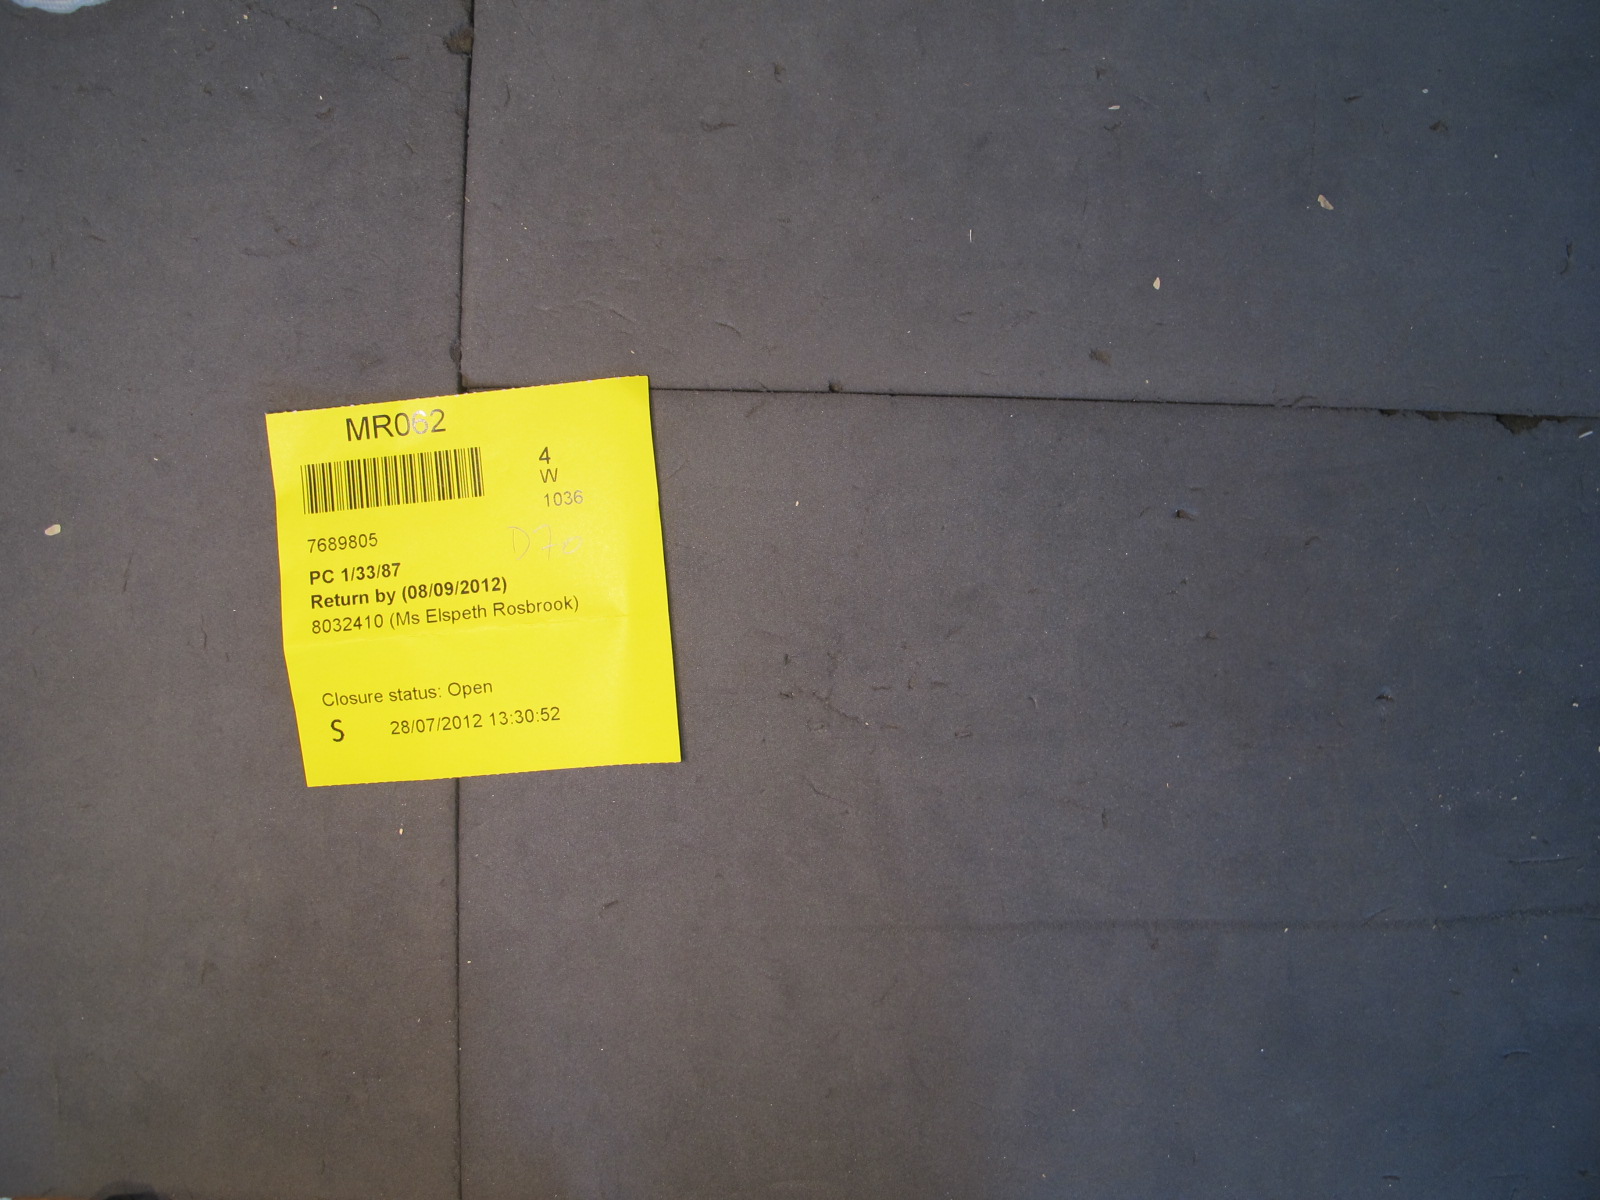 MR062
4
W
1036
7689805
PC 1/33/87
Return by (08/09/2012)
8032410 (Ms Elspeth Rosbrook)
Closure status: Open
S 28/07/2012 13:30:52